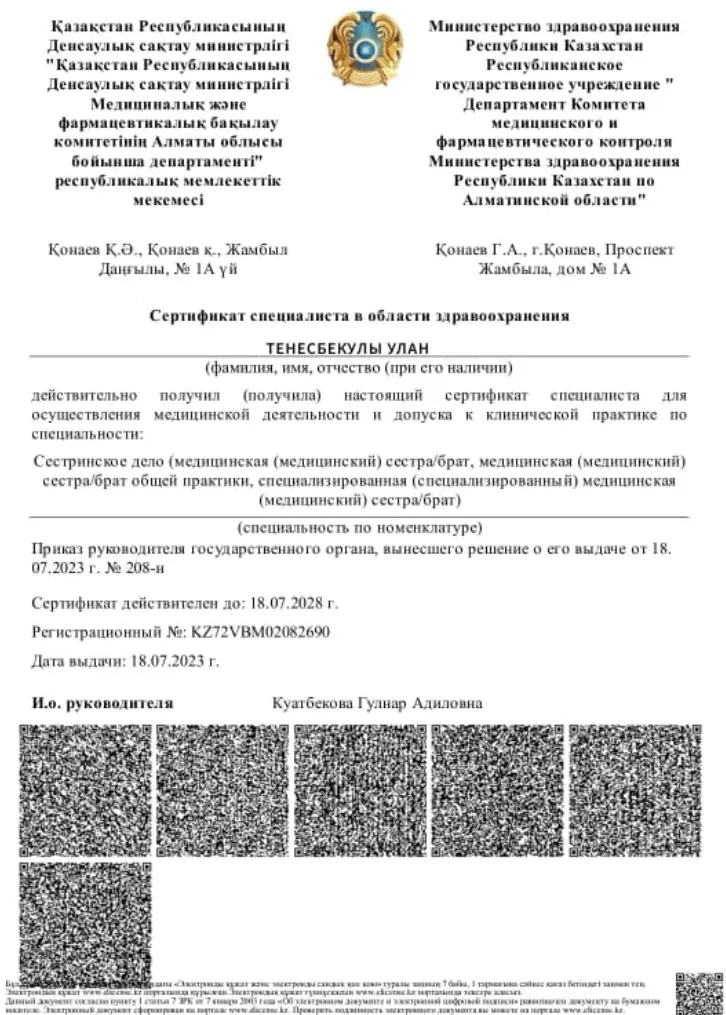 Қазақстан Республикасының
Денсаулық сақтау министрлігі
"Қазақстан Республикасының
Денсаулық сақтау министрлігі
Медициналық және
фармацевтикалық бақылау
комитетінің Алматы облысы
бойынша департаменті"
республикалық мемлекеттік
мекемесі
Министерство здравоохранения
Республики Казахстан
Республиканское
государственное учреждение "
Департамент Комитета
медицинского и
фармацевтического контроля
Министерства здравоохранения
Республики Казахстан по
Алматинской области"
Қонаев Қ.Ә., Қонаев қ., Жамбыл
Даңғылы, № 1А үй
Қонаев Г.А., г.Қонаев, Проспект
Жамбыла, дом № 1А
Сертификат специалиста в области здравоохранения
ТЕНЕСБЕКУЛЫ УЛАН
(фамилия, имя, отчество (при его наличии)
действительно получил (получила) настоящий сертификат специалиста для
осуществления медицинской деятельности и допуска к клинической практике по
специальности:
Сестринское дело (медицинская (медицинский) сестра/брат, медицинская (медицинский)
сестра/брат общей практики, специализированная (специализированный) медицинская
(медицинский) сестра/брат)
(специальность по номенклатуре)
Приказ руководителя государственного органа, вынесшего решение о его выдаче от 18.
07.2023 г. № 208-н
Сертификат действителен до: 18.07.2028 г.
Регистрационный №: KZ72VBM02082690
Дата выдачи: 18.07.2023 г.
И.о. руководителя Куатбекова Гулнар Адиловна
«Электронды құжат және электронды сандық қол қою» туралы заңның 7 бабы, 1 тармағына сәйкес қағаз бетіндегі заңмен тең.
Электрондық құжат www.elicense.kz порталында құрылған. Электрондық құжат түпнұсқасын www.elicense.kz порталында тексере аласыз.
Данный документ согласно пункту 1 статьи 7 ЗРК от 7 января 2003 года «Об электронном документе и электронной цифровой подписи» равнозначен документу на бумажном
носителе. Электронный документ сформирован на портале www.elicense.kz. Проверить подлинность электронного документа вы можете на портале www.elicense.kz.